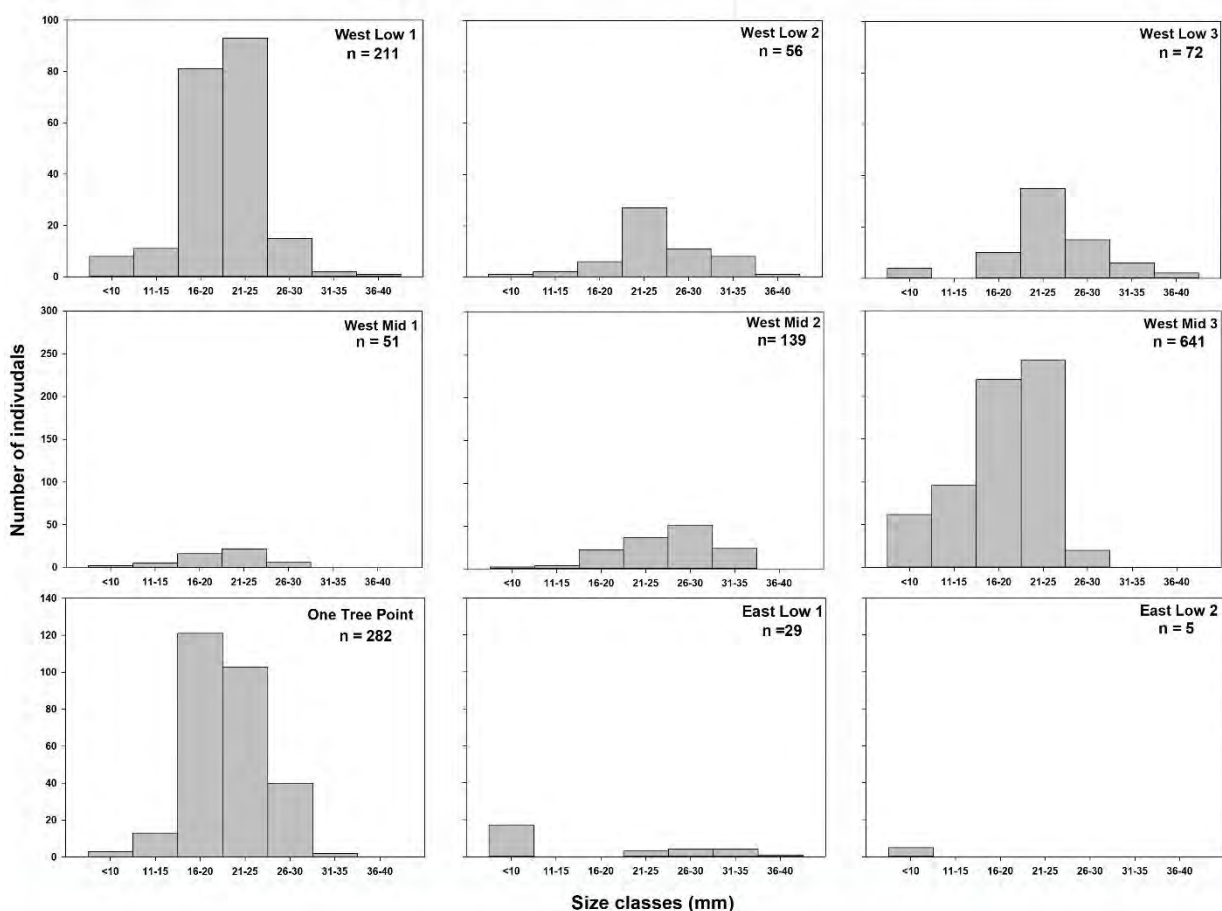 West Low 1
n = 211
100
80
60
40
20
0
<10 11-15 16-20 21-25 26-30 31-35 36-40
West Low 2
n = 56
<10 11-15 16-20 21-25 26-30 31-35 36-40
West Low 3
n = 72
<10 11-15 16-20 21-25 26-30 31-35 36-40
Number of indivudals
West Mid 1
n = 51
300
250
200
150
100
50
0
<10 11-15 16-20 21-25 26-30 31-35 36-40
West Mid 2
n= 139
<10 11-15 16-20 21-25 26-30 31-35 36-40
West Mid 3
n = 641
<10 11-15 16-20 21-25 26-30 31-35 36-40
One Tree Point
n = 282
140
120
100
80
60
40
20
0
<10 11-15 16-20 21-25 26-30 31-35 36-40
East Low 1
n =29
<10 11-15 16-20 21-25 26-30 31-35 36-40
East Low 2
n = 5
<10 11-15 16-20 21-25 26-30 31-35 36-40
Size classes (mm)